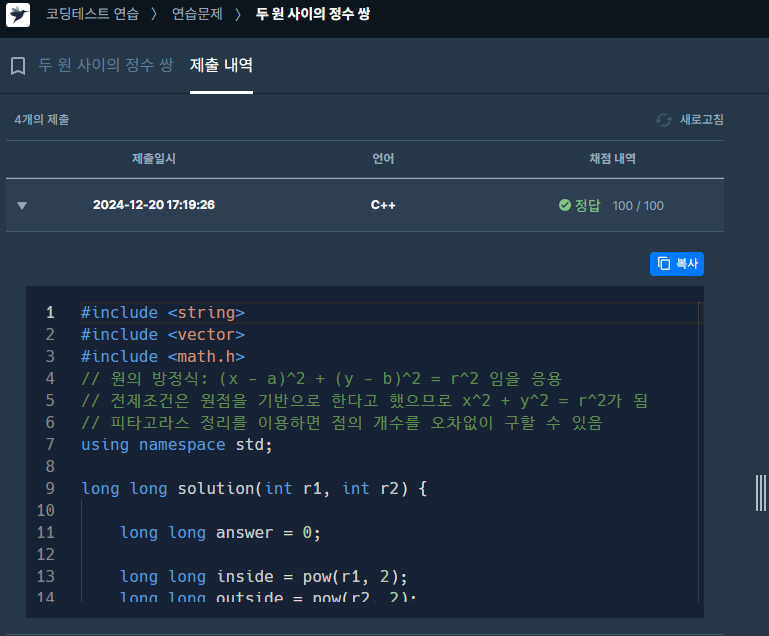 코딩테스트 연습 〉 연습문제 〉 두 원 사이의 정수 쌍
두 원 사이의 정수 쌍 제출 내역
4개의 제출 새로고침
제출일시 언어 채점 내역
2024-12-20 17:19:26 C++ 정답 100 / 100
복사
1 #include <string>
2 #include <vector>
3 #include <math.h>
4 // 원의 방정식: (x - a)^2 + (y - b)^2 = r^2 임을 응용
5 // 전제조건은 원점을 기반으로 한다고 했으므로 x^2 + y^2 = r^2가 됨
6 // 피타고라스 정리를 이용하면 점의 개수를 오차없이 구할 수 있음
7 using namespace std;
8
9 long long solution(int r1, int r2) {
10
11 long long answer = 0;
12
13 long long inside = pow(r1, 2);
14 long long outside = pow(r2, 2);